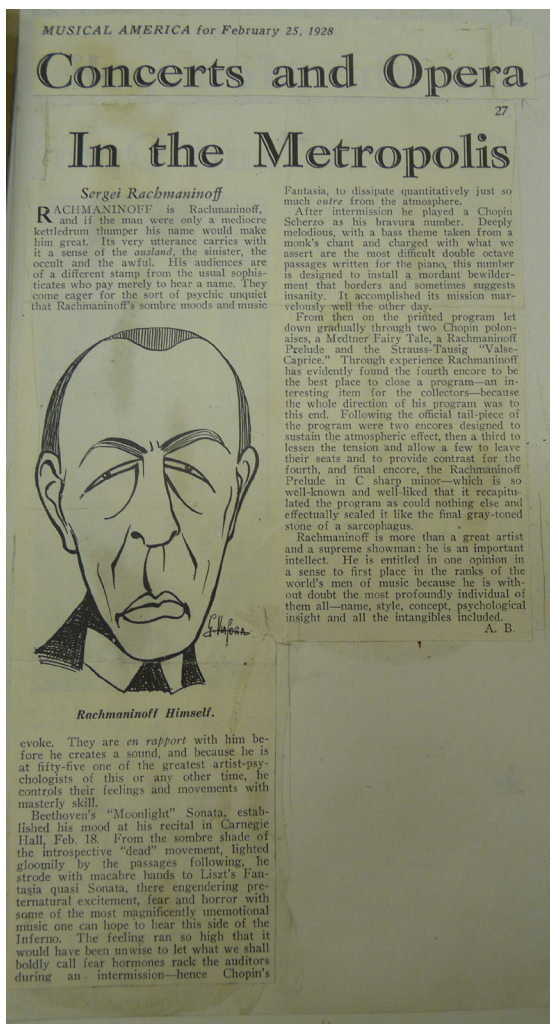 MUSICAL AMERICA for February 25, 1928
Concerts and Opera
27
In the Metropolis
Sergei Rachmaninoff
RACHMANINOFF is Rachmaninoff,
and if the man were only a mediocre
kettledrum thumper his name would make
him great. Its very utterance carries with
it a sense of the ausland, the sinister, the
occult and the awful. His audiences are
of a different stamp from the usual sophis-
ticates who pay merely to hear a name. They
come eager for the sort of psychic unquiet
that Rachmaninoff's sombre moods and music
Rachmaninoff Himself.
evoke. They are en rapport with him be-
fore he creates a sound, and because he is
at fifty-five one of the greatest artist-psy-
chologists of this or any other time, he
controls their feelings and movements with
masterly skill.
Beethoven's "Moonlight" Sonata, estab-
lished his mood at his recital in Carnegie
Hall, Feb. 18. From the sombre shade of
the introspective "dead" movement, lighted
gloomily by the passages following, he
strode with macabre hands to Liszt's Fan-
tasia quasi Sonata, there engendering pre-
ternatural excitement, fear and horror with
some of the most magnificently unemotional
music one can hope to hear this side of the
Inferno. The feeling ran so high that it
would have been unwise to let what we shall
boldly call fear hormones rack the auditors
during an intermission—hence Chopin's
Fantasia, to dissipate quantitatively just so
much outre from the atmosphere.
After intermission he played a Chopin
Scherzo as his bravura number. Deeply
melodious, with a bass theme taken from a
monk's chant and charged with what we
assert are the most difficult double octave
passages written for the piano, this number
is designed to install a mordant bewilder-
ment that borders and sometimes suggests
insanity. It accomplished its mission mar-
velously well the other day.
From then on the printed program let
down gradually through two Chopin polon-
aises, a Medtner Fairy Tale, a Rachmaninoff
Prelude and the Strauss-Tausig "Valse-
Caprice." Through experience Rachmaninoff
has evidently found the fourth encore to be
the best place to close a program—an in-
teresting item for the collectors—because
the whole direction of his program was to
this end. Following the official tail-piece of
the program were two encores designed to
sustain the atmospheric effect, then a third to
lessen the tension and allow a few to leave
their seats and to provide contrast for the
fourth, and final encore, the Rachmaninoff
Prelude in C sharp minor—which is so
well-known and well-liked that it recapitu-
lated the program as could nothing else and
effectually sealed it like the final gray-toned
stone of a sarcophagus.
Rachmaninoff is more than a great artist
and a supreme showman: he is an important
intellect. He is entitled in one opinion in
a sense to first place in the ranks of the
world's men of music because he is with-
out doubt the most profoundly individual of
them all—name, style, concept, psychological
insight and all the intangibles included.
A. B.